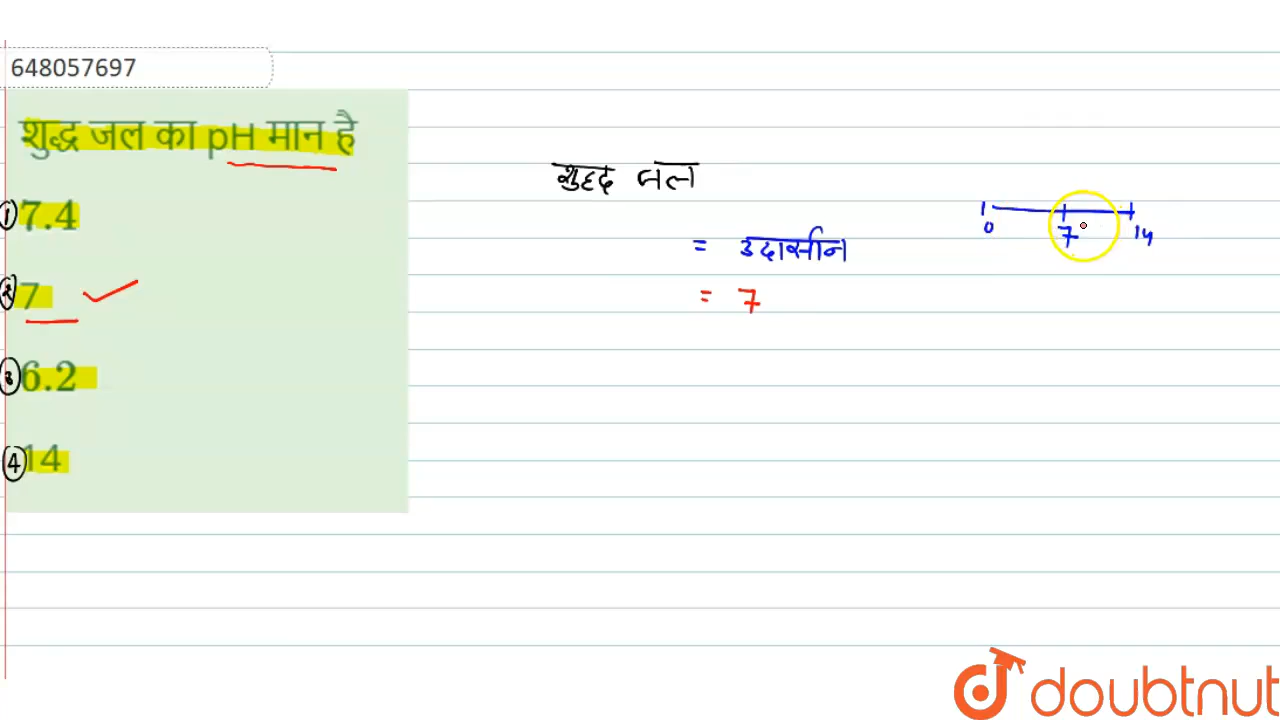 648057697
शुद्ध जल का pH मान है
① 7.4
② 7
③ 6.2
④ 14
शुद्ध जल
= उदासीन
= 7
0 7 14
doubtnut